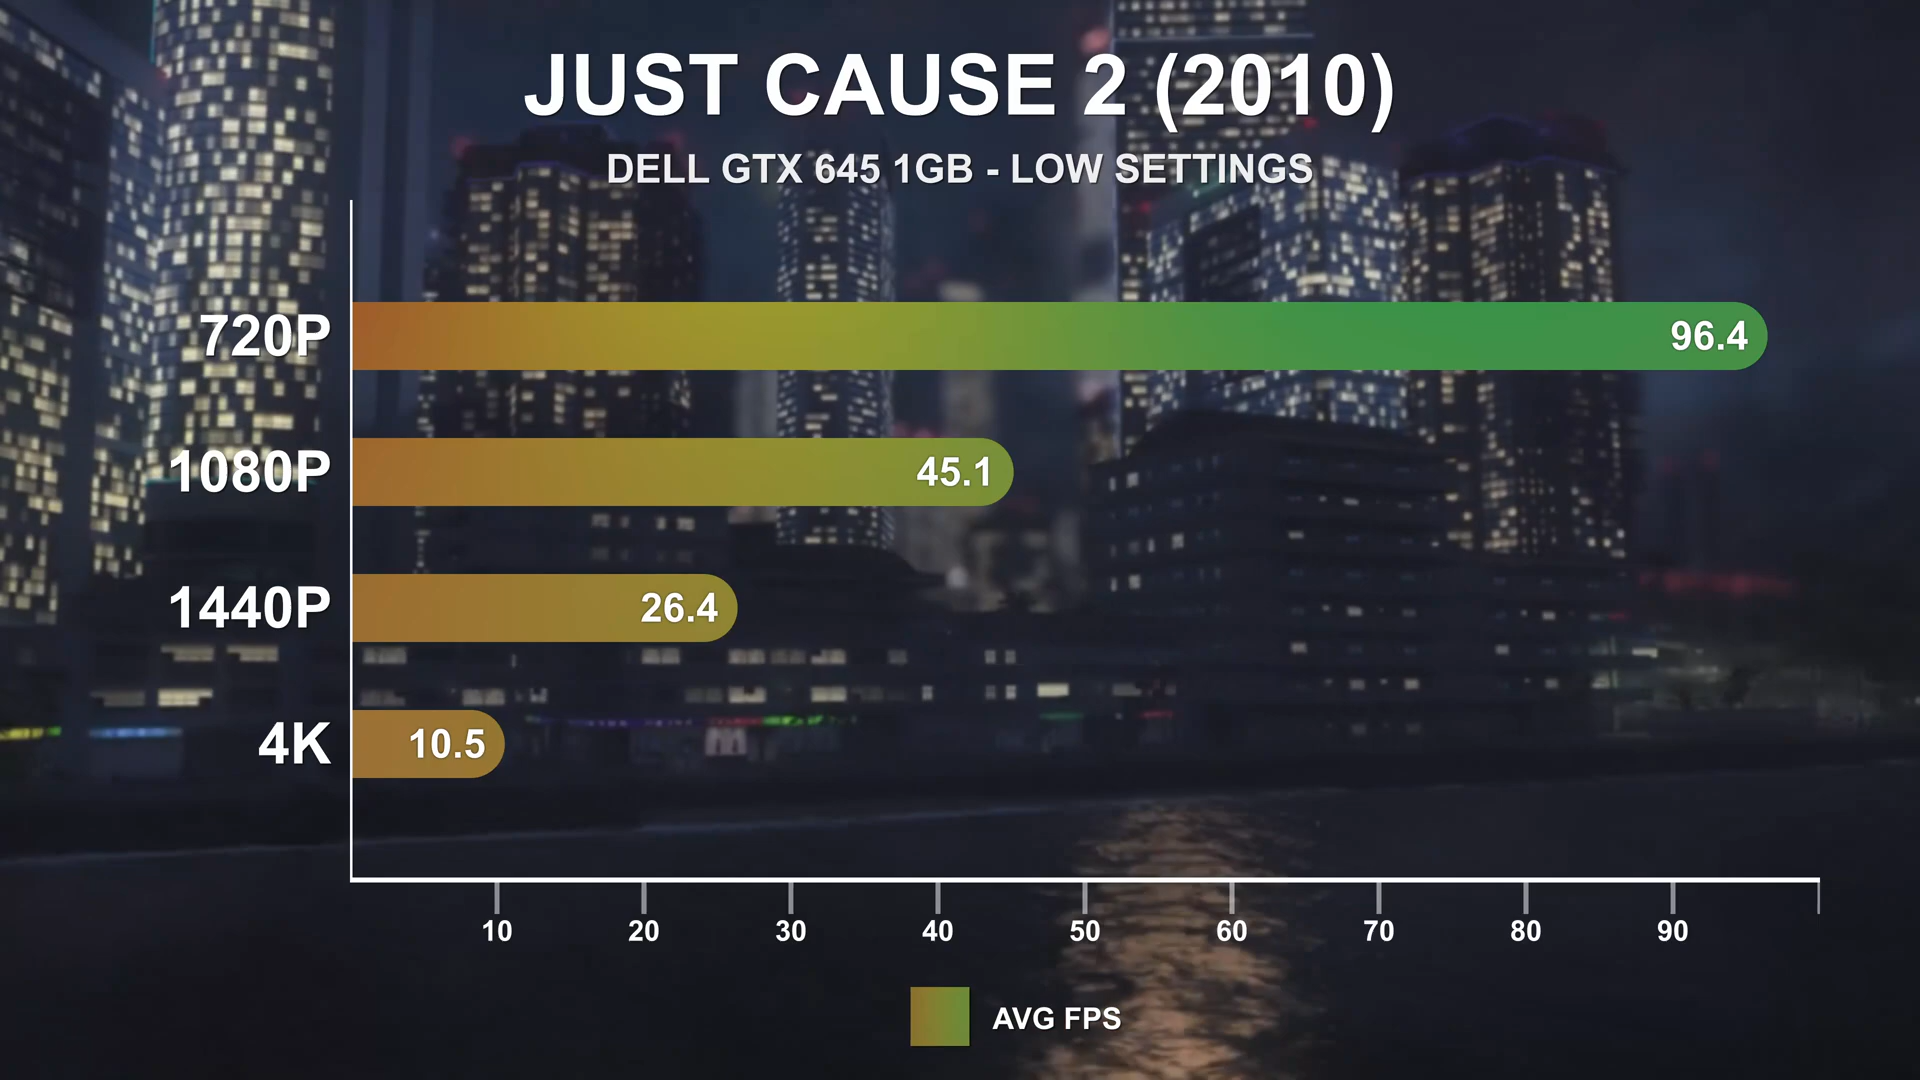 JUST CAUSE 2 (2010)
DELL GTX 645 1GB - LOW SETTINGS
720P 96.4
1080P 45.1
1440P 26.4
4K 10.5
10 20 30 40 50 60 70 80 90
AVG FPS